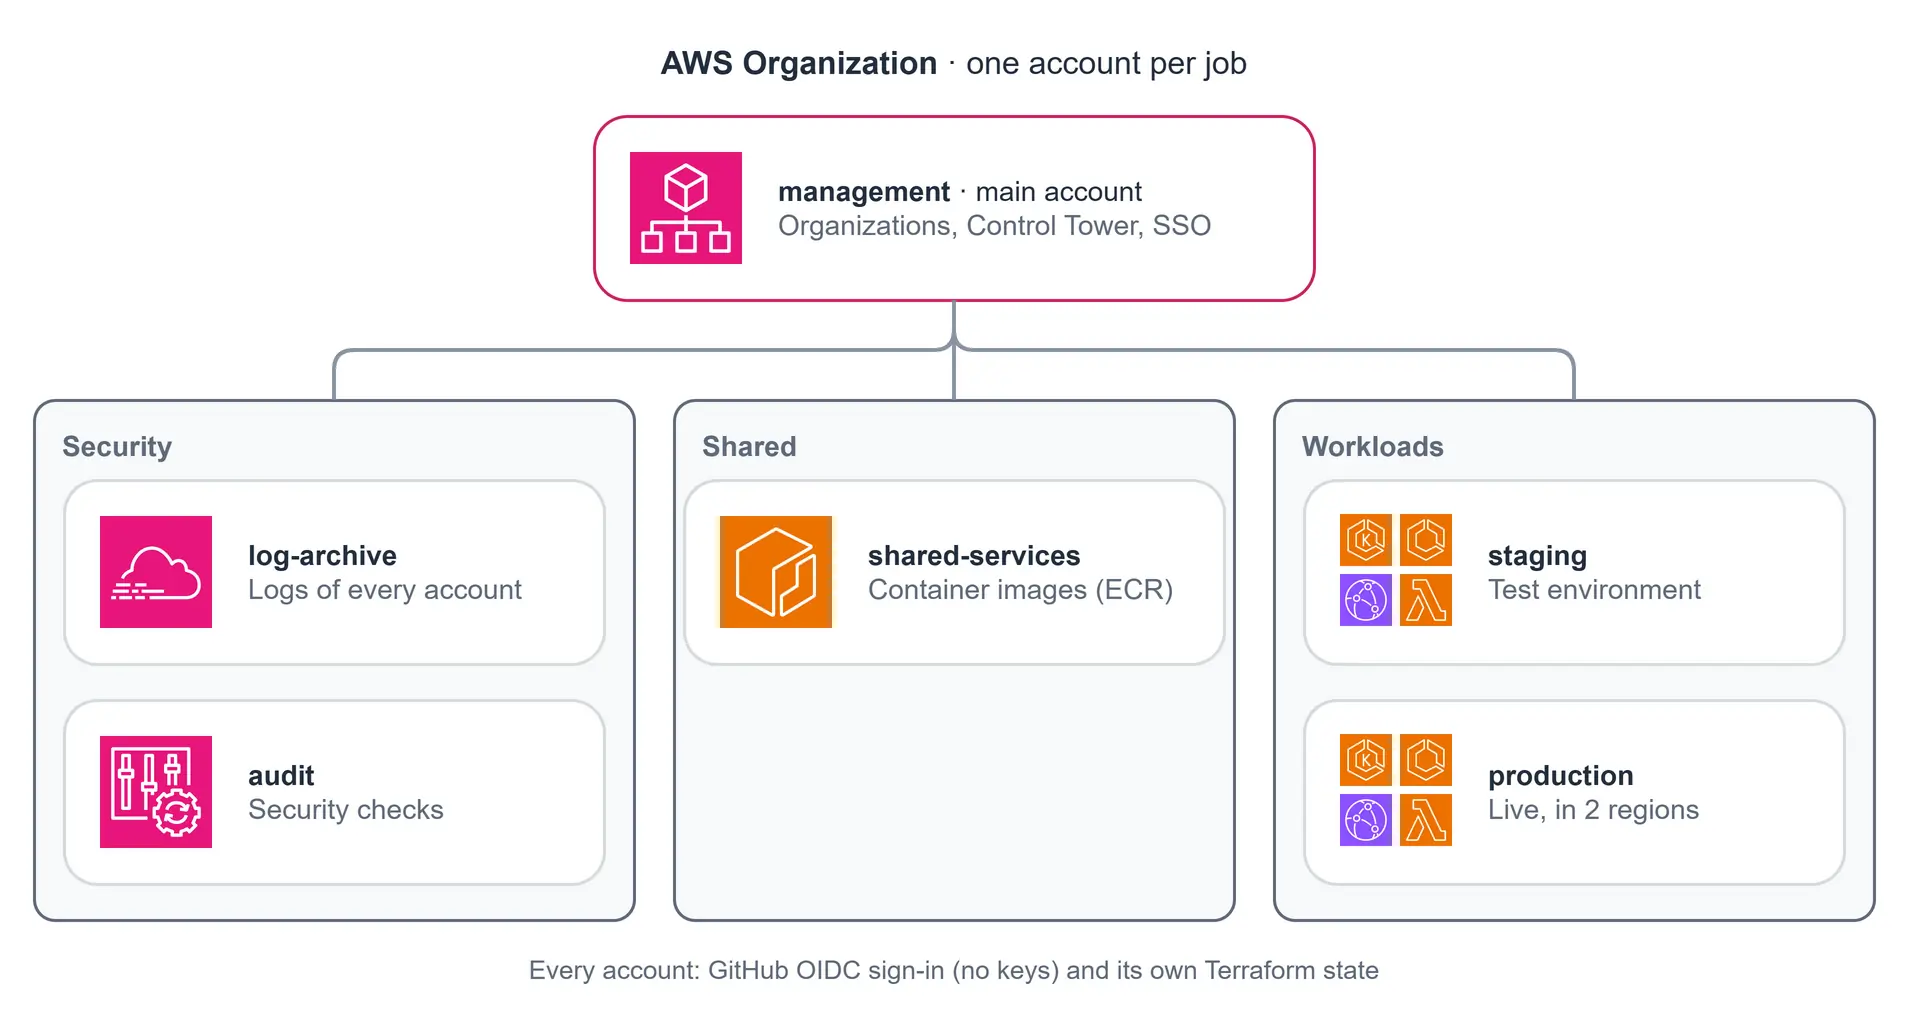 AWS Organization · one account per job
management · main account
Organizations, Control Tower, SSO
Security
log-archive
Logs of every account
audit
Security checks
Shared
shared-services
Container images (ECR)
Workloads
K
staging
Test environment
K
production
Live, in 2 regions
Every account: GitHub OIDC sign-in (no keys) and its own Terraform state